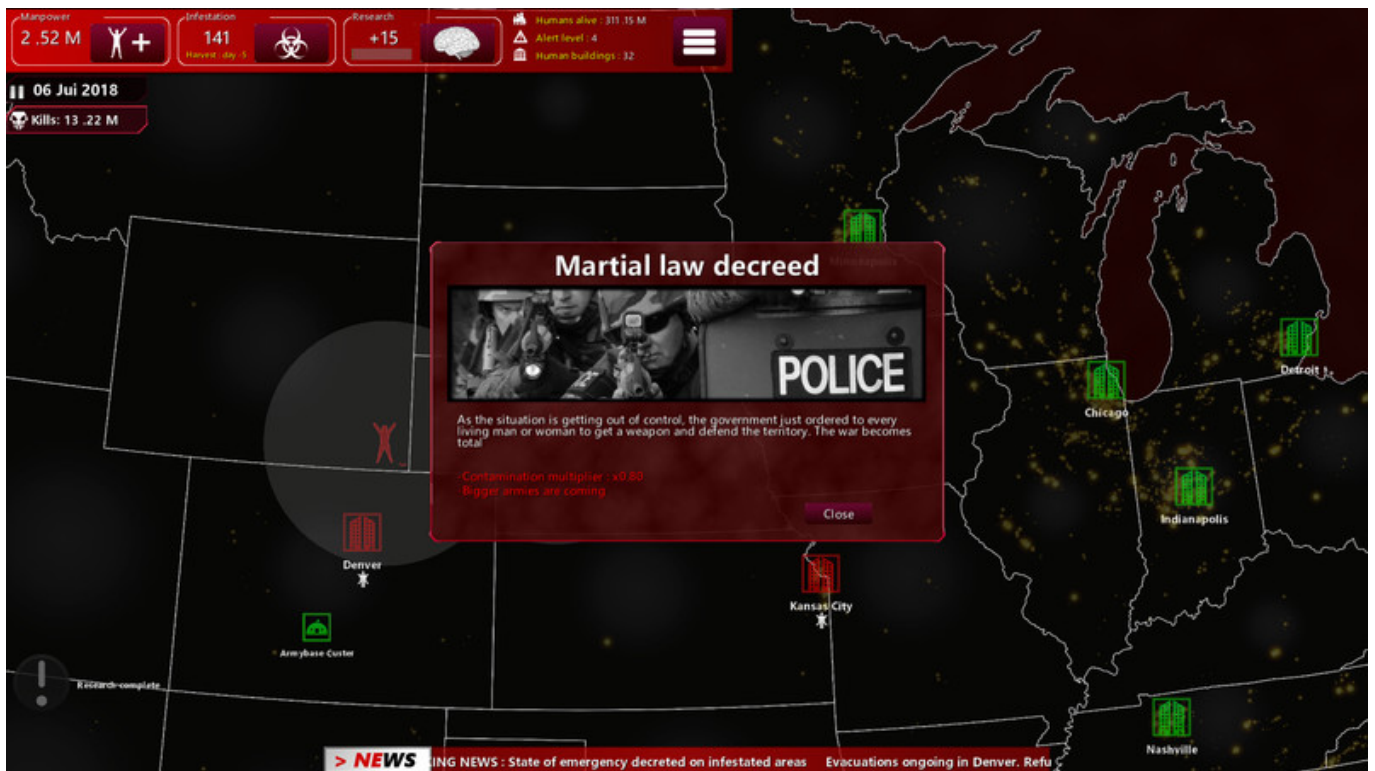 Manpower
2 .52 M
Infestation
141
Harvest : day -5
Research
+15
Humans alive : 311 .15 M
Alert level : 4
Human buildings : 32
06 Jui 2018
Kills: 13 .22 M
Minneapolis
Martial law decreed
POLICE
As the situation is getting out of control, the government just ordered to every
living man or woman to get a weapon and defend the territory. The war becomes
total
-Contamination multiplier : x0.80
-Bigger armies are coming
Close
Detroit
Chicago
Indianapolis
Denver
Kansas City
Armybase Custer
Research complete
Nashville
> NEWS
KING NEWS : State of emergency decreted on infestated areas Evacuations ongoing in Denver. Refu